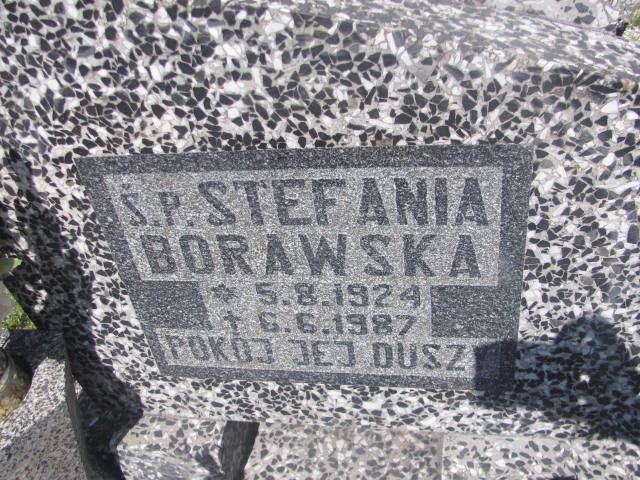 Ś.P. STEFANIA
BORAWSKA
* 5.8.1924
† 6.6.1987
POKÓJ JEJ DUSZY